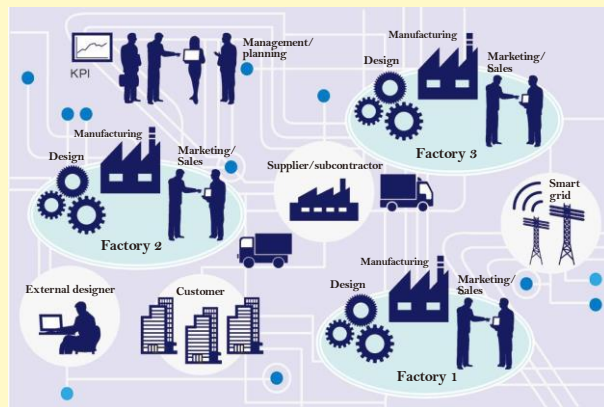 KPI
Management/
planning
Manufacturing
Design
Marketing/
Sales
Factory 3
Manufacturing
Design
Marketing/
Sales
Factory 2
Supplier/subcontractor
Smart
grid
External designer
Customer
Manufacturing
Design
Marketing/
Sales
Factory 1